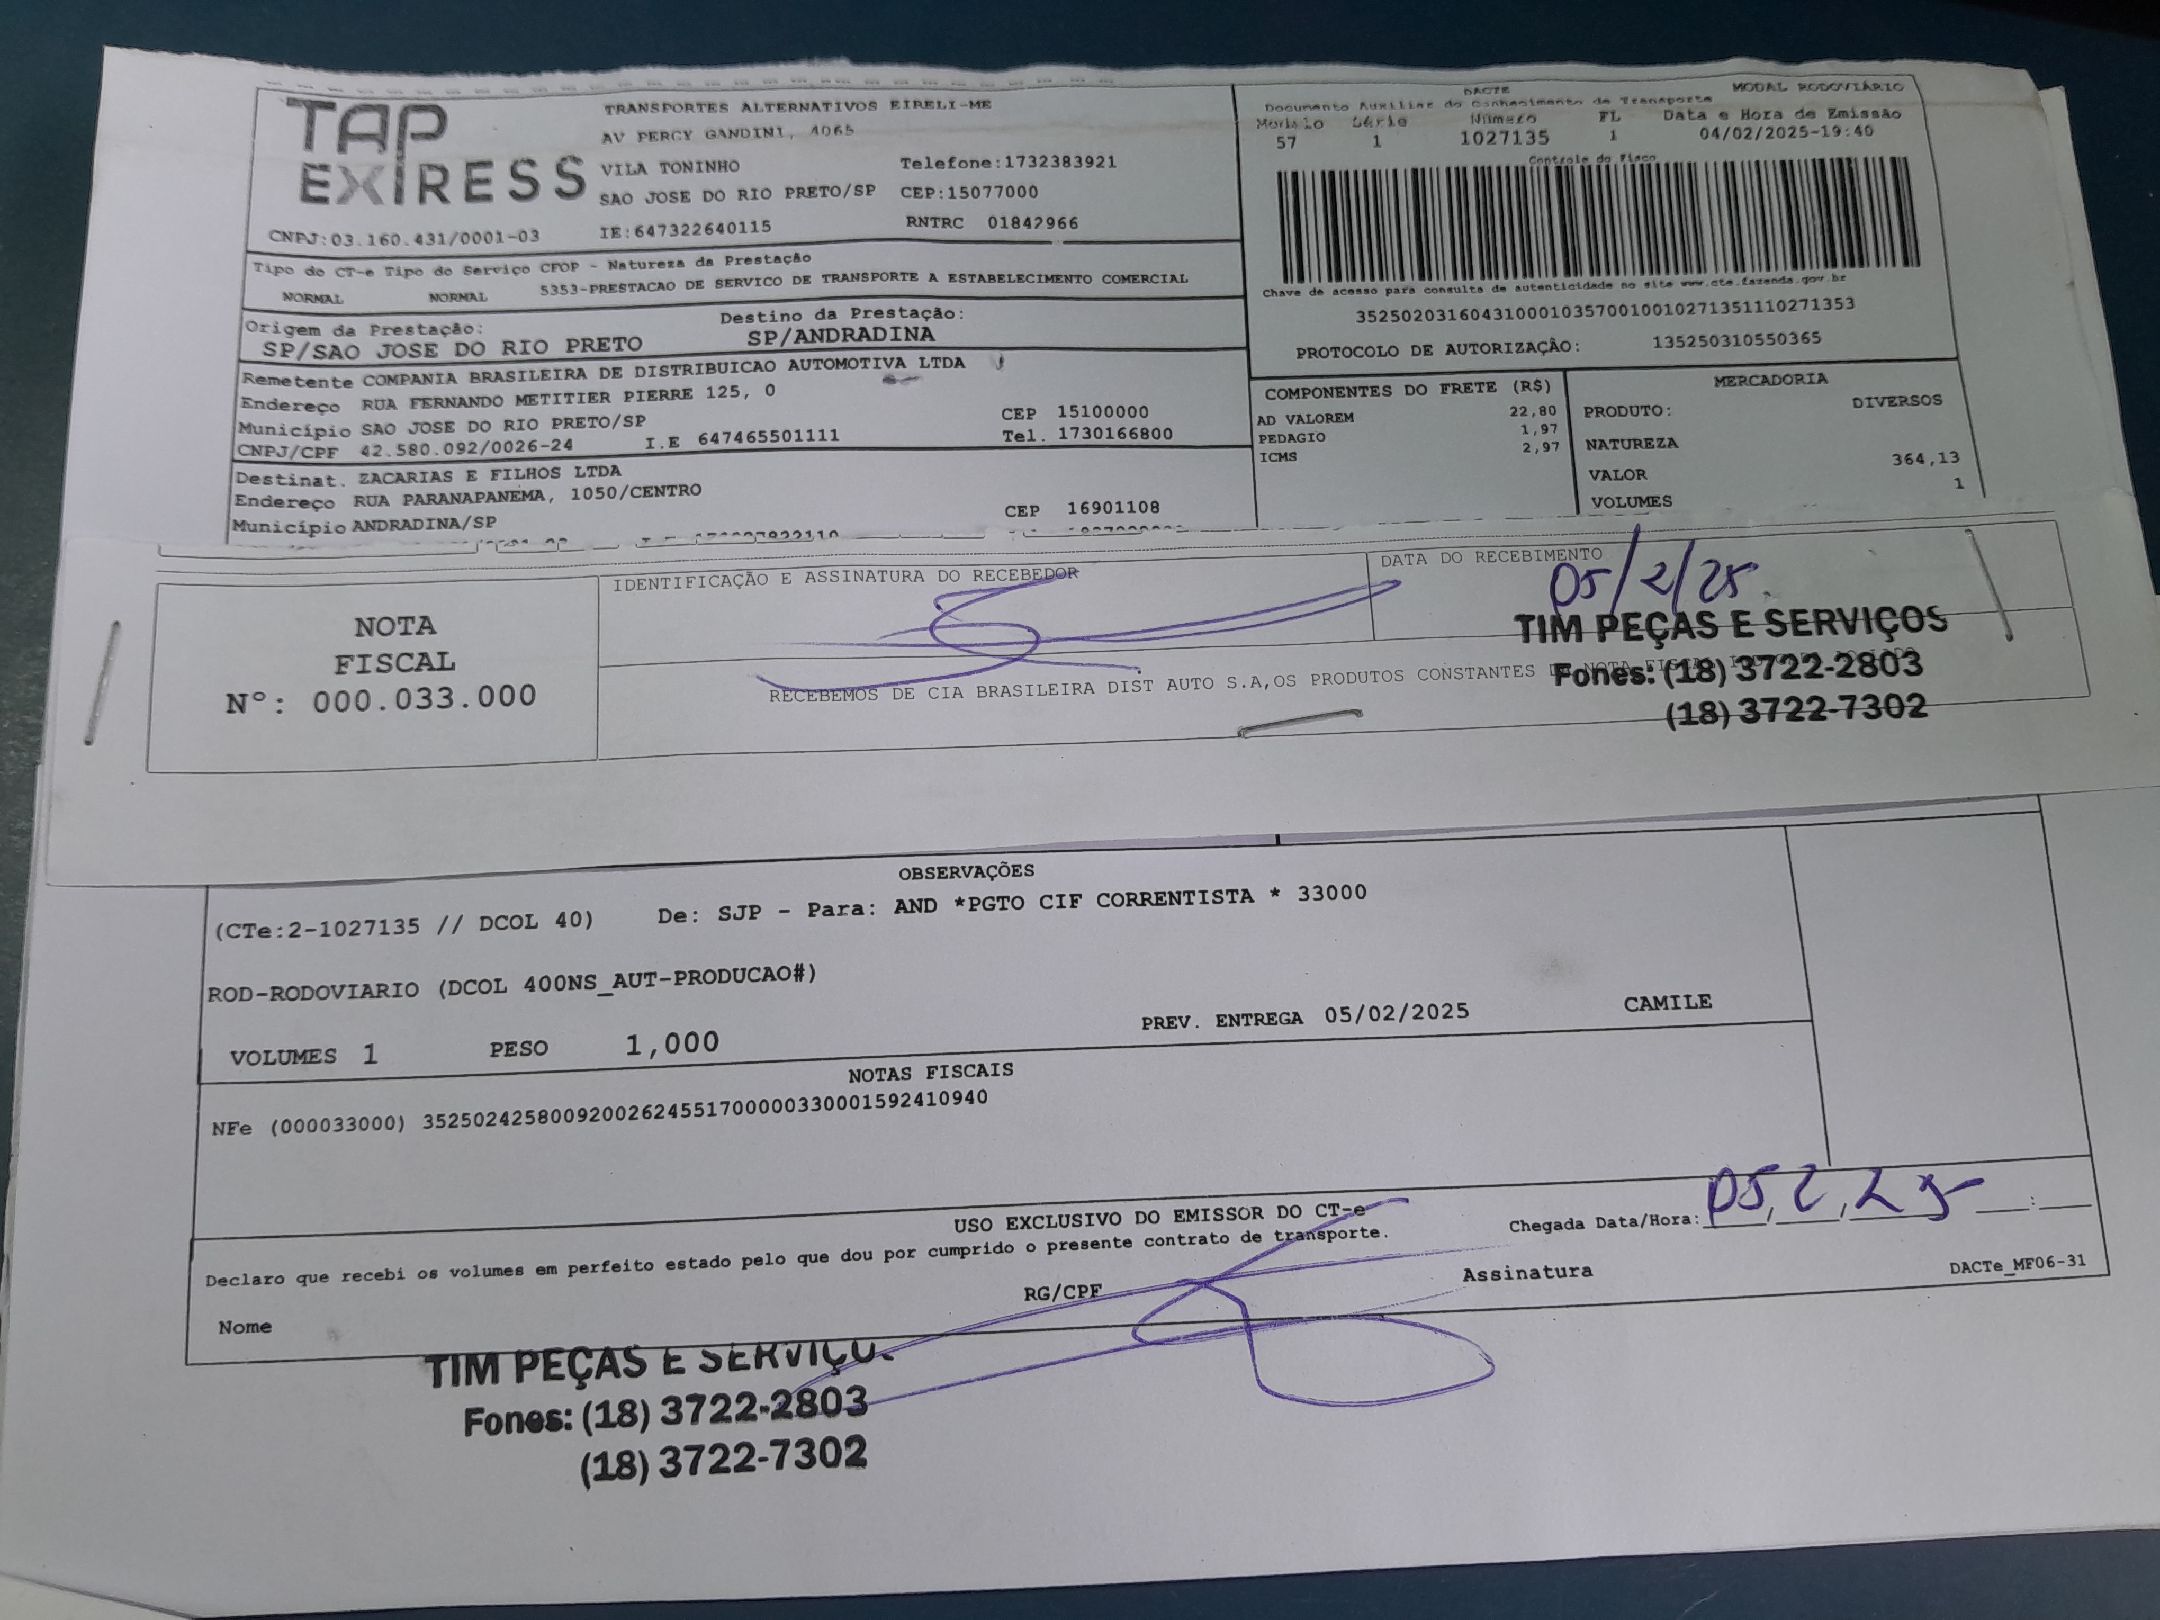 TAP
EXPRESS
TRANSPORTES ALTERNATIVOS EIRELI-ME
AV PERCY GANDINI, 4065
VILA TONINHO Telefone:1732383921
SAO JOSE DO RIO PRETO/SP CEP:15077000
CNPJ:03.160.431/0001-03 IE:647322640115 RNTRC 01842966
DACTE MODAL RODOVIÁRIO
Documento Auxiliar do Conhecimento de Transporte
Modelo Série Número FL Data e Hora de Emissão
57 1 1027135 1 04/02/2025-19:40
Controle do Fisco
Chave de acesso para consulta de autenticidade no site www.cte.fazenda.gov.br
35250203160431000103570010010271351110271353
PROTOCOLO DE AUTORIZAÇÃO: 135250310550365
Tipo do CT-e Tipo do Serviço CFOP - Natureza da Prestação
NORMAL NORMAL 5353-PRESTACAO DE SERVICO DE TRANSPORTE A ESTABELECIMENTO COMERCIAL
Origem da Prestação: Destino da Prestação:
SP/SAO JOSE DO RIO PRETO SP/ANDRADINA
Remetente COMPANIA BRASILEIRA DE DISTRIBUICAO AUTOMOTIVA LTDA
Endereço RUA FERNANDO METITIER PIERRE 125, 0
Município SAO JOSE DO RIO PRETO/SP CEP 15100000
CNPJ/CPF 42.580.092/0026-24 I.E 647465501111 Tel. 1730166800
Destinat. ZACARIAS E FILHOS LTDA
Endereço RUA PARANAPANEMA, 1050/CENTRO
Município ANDRADINA/SP CEP 16901108
COMPONENTES DO FRETE (R$)
AD VALOREM 22,80
PEDAGIO 1,97
ICMS 2,97
MERCADORIA
PRODUTO: DIVERSOS
NATUREZA
VALOR 364,13
VOLUMES 1
NOTA
FISCAL
Nº: 000.033.000
IDENTIFICAÇÃO E ASSINATURA DO RECEBEDOR
DATA DO RECEBIMENTO
05/2/25
RECEBEMOS DE CIA BRASILEIRA DIST AUTO S.A,OS PRODUTOS CONSTANTES DA NOTA FISCAL
TIM PEÇAS E SERVIÇOS
Fones: (18) 3722-2803
(18) 3722-7302
OBSERVAÇÕES
(CTe:2-1027135 // DCOL 40) De: SJP - Para: AND *PGTO CIF CORRENTISTA * 33000
ROD-RODOVIARIO (DCOL 400NS_AUT-PRODUCAO#)
VOLUMES 1 PESO 1,000 PREV. ENTREGA 05/02/2025 CAMILE
NOTAS FISCAIS
NFe (000033000) 35250242580092002624551700000330001592410940
USO EXCLUSIVO DO EMISSOR DO CT-e
Declaro que recebi os volumes em perfeito estado pelo que dou por cumprido o presente contrato de transporte.
Chegada Data/Hora: 05, 2, 25 :
Nome RG/CPF Assinatura DACTe_MF06-31
TIM PEÇAS E SERVIÇO
Fones: (18) 3722-2803
(18) 3722-7302